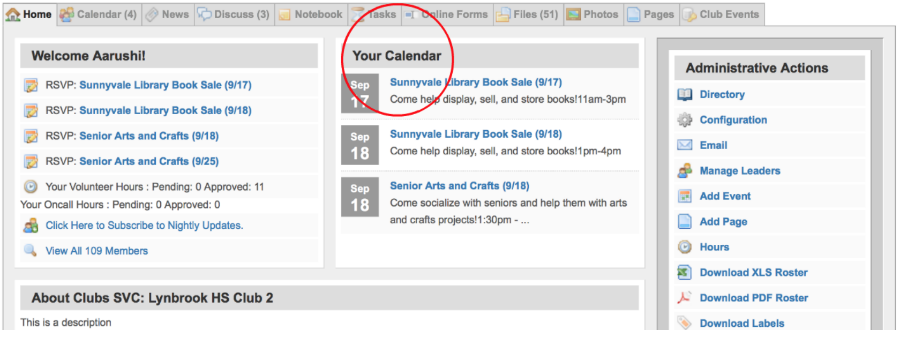 Home Calendar (4) News Discuss (3) Notebook Tasks Online Forms Files (51) Photos Pages Club Events
Welcome Aarushi!
RSVP: Sunnyvale Library Book Sale (9/17)
RSVP: Sunnyvale Library Book Sale (9/18)
RSVP: Senior Arts and Crafts (9/18)
RSVP: Senior Arts and Crafts (9/25)
Your Volunteer Hours : Pending: 0 Approved: 11
Your Oncall Hours : Pending: 0 Approved: 0
Click Here to Subscribe to Nightly Updates.
View All 109 Members
Your Calendar
Sep
17
Sunnyvale Library Book Sale (9/17)
Come help display, sell, and store books!11am-3pm
Sep
18
Sunnyvale Library Book Sale (9/18)
Come help display, sell, and store books!1pm-4pm
Sep
18
Senior Arts and Crafts (9/18)
Come socialize with seniors and help them with arts
and crafts projects!1:30pm - ...
Administrative Actions
Directory
Configuration
Email
Manage Leaders
Add Event
Add Page
Hours
Download XLS Roster
Download PDF Roster
Download Labels
About Clubs SVC: Lynbrook HS Club 2
This is a description